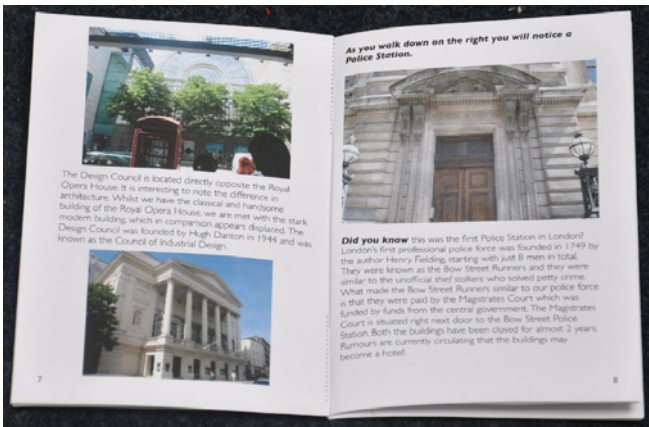 The Design Council is located directly opposite the Royal
Opera House. It is interesting to note the difference in
architecture. Whilst we have the classical and handsome
building of the Royal Opera House, we are met with the stark
modern building, which in comparison appears displaced. The
Design Council was founded by Hugh Danton in 1944 and was
known as the Council of Industrial Design.
7
As you walk down on the right you will notice a
Police Station.
Did you know this was the first Police Station in London?
London's first professional police force was founded in 1749 by
the author Henry Fielding, starting with just 8 men in total.
They were known as the Bow Street Runners and they were
similar to the unofficial thief stalkers who solved petty crime.
What made the Bow Street Runners similar to our police force
is that they were paid by the Magistrates Court which was
funded by funds from the central government. The Magistrates
Court is situated right next door to the Bow Street Police
Station. Both the buildings have been closed for almost 2 years.
Rumours are currently circulating that the buildings may
become a hotel!
8